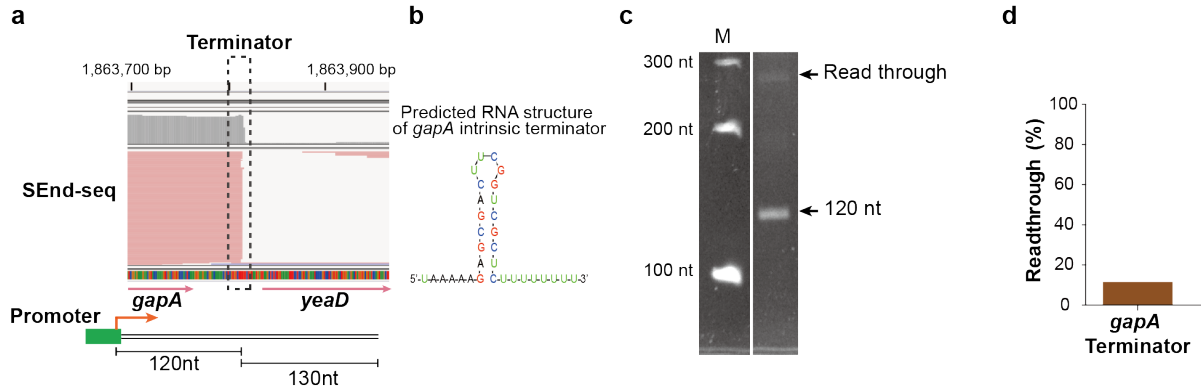 a
Terminator
1,863,700 bp
1,863,900 bp
SEnd-seq
gapA
yeaD
Promoter
120nt
130nt
b
Predicted RNA structure
of gapA intrinsic terminator
U-C
U G
C G
A U
G C
C G
G C
A U
5'-U-A-A-A-A-A-G C-U-U-U-U-U-U-U-U-3'
c
M
300 nt
200 nt
100 nt
Read through
120 nt
d
Readthrough (%)
100
80
60
40
20
0
gapA
Terminator